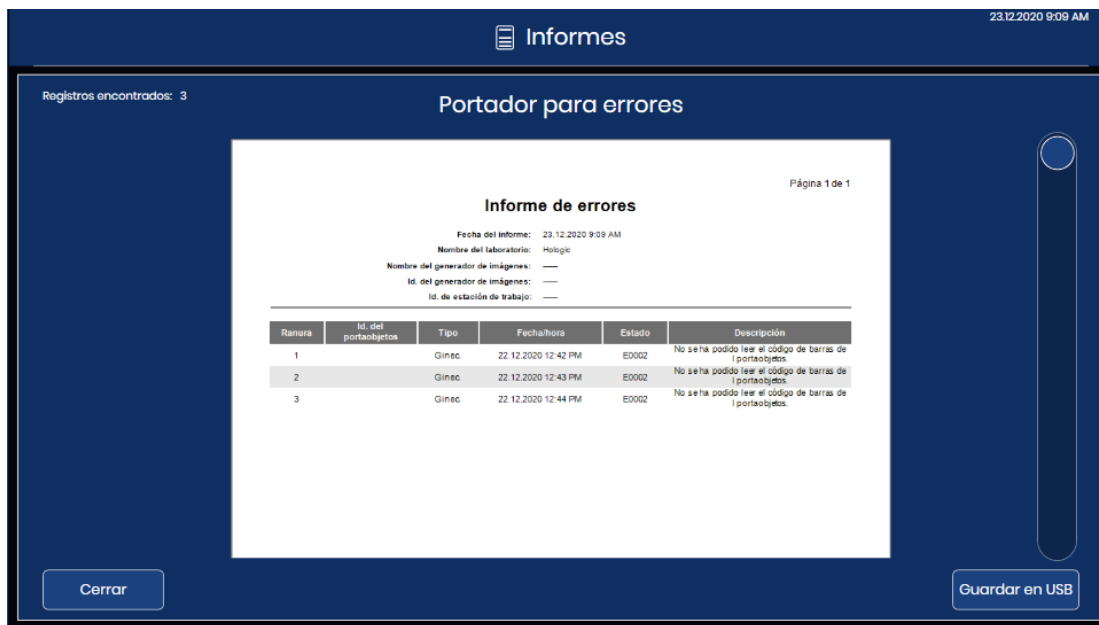 23.12.2020 9:09 AM
Informes
Registros encontrados: 3
Portador para errores
Página 1 de 1
Informe de errores
Fecha del informe: 23.12.2020 9:09 AM
Nombre del laboratorio: Hologic
Nombre del generador de imágenes: -----
Id. del generador de imágenes: -----
Id. de estación de trabajo: -----
Ranura Id. del portaobjetos Tipo Fecha/hora Estado Descripción
1 Ginec. 22.12.2020 12:42 PM E0002 No se ha podido leer el código de barras de
l portaobjetos.
2 Ginec. 22.12.2020 12:43 PM E0002 No se ha podido leer el código de barras de
l portaobjetos.
3 Ginec. 22.12.2020 12:44 PM E0002 No se ha podido leer el código de barras de
l portaobjetos.
Cerrar
Guardar en USB